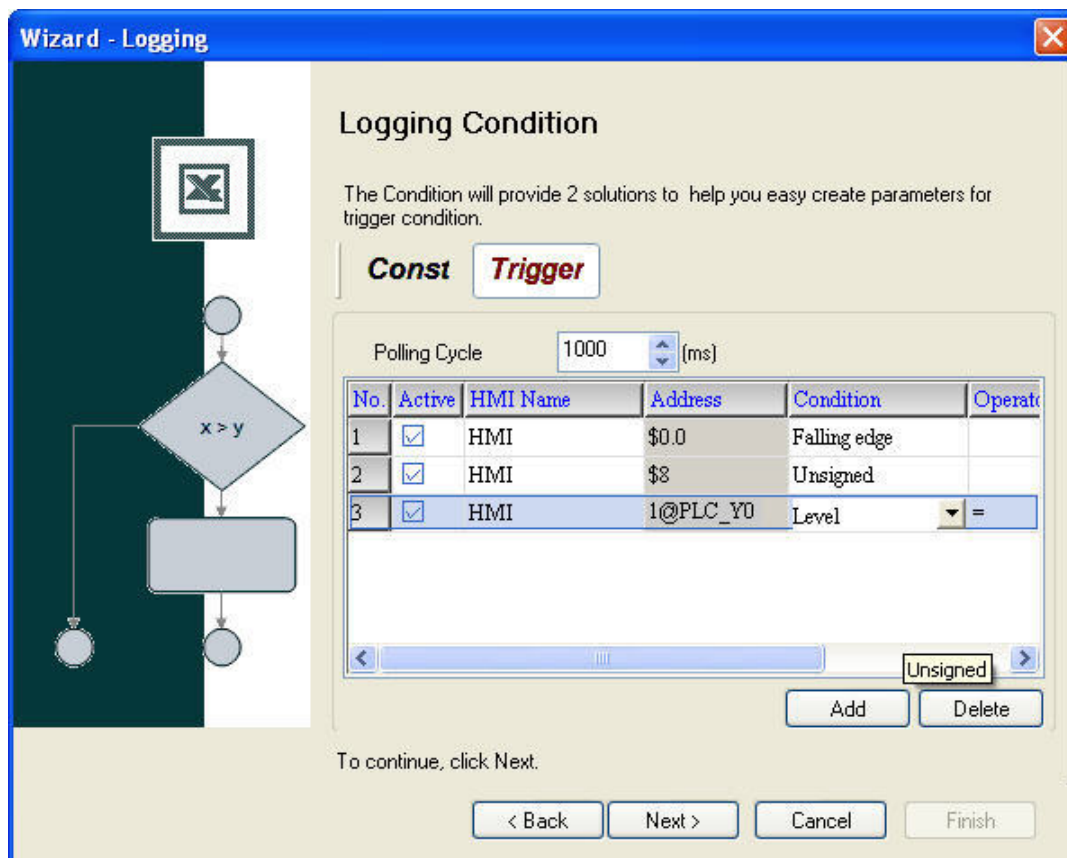 Wizard - Logging
Logging Condition
The Condition will provide 2 solutions to help you easy create parameters for
trigger condition.
Const Trigger
Polling Cycle 1000 (ms)
No. Active HMI Name Address Condition Operato
1 HMI $0.0 Falling edge
2 HMI $8 Unsigned
3 HMI 1@PLC_Y0 Level =
x > y
Unsigned
Add Delete
To continue, click Next.
< Back Next > Cancel Finish